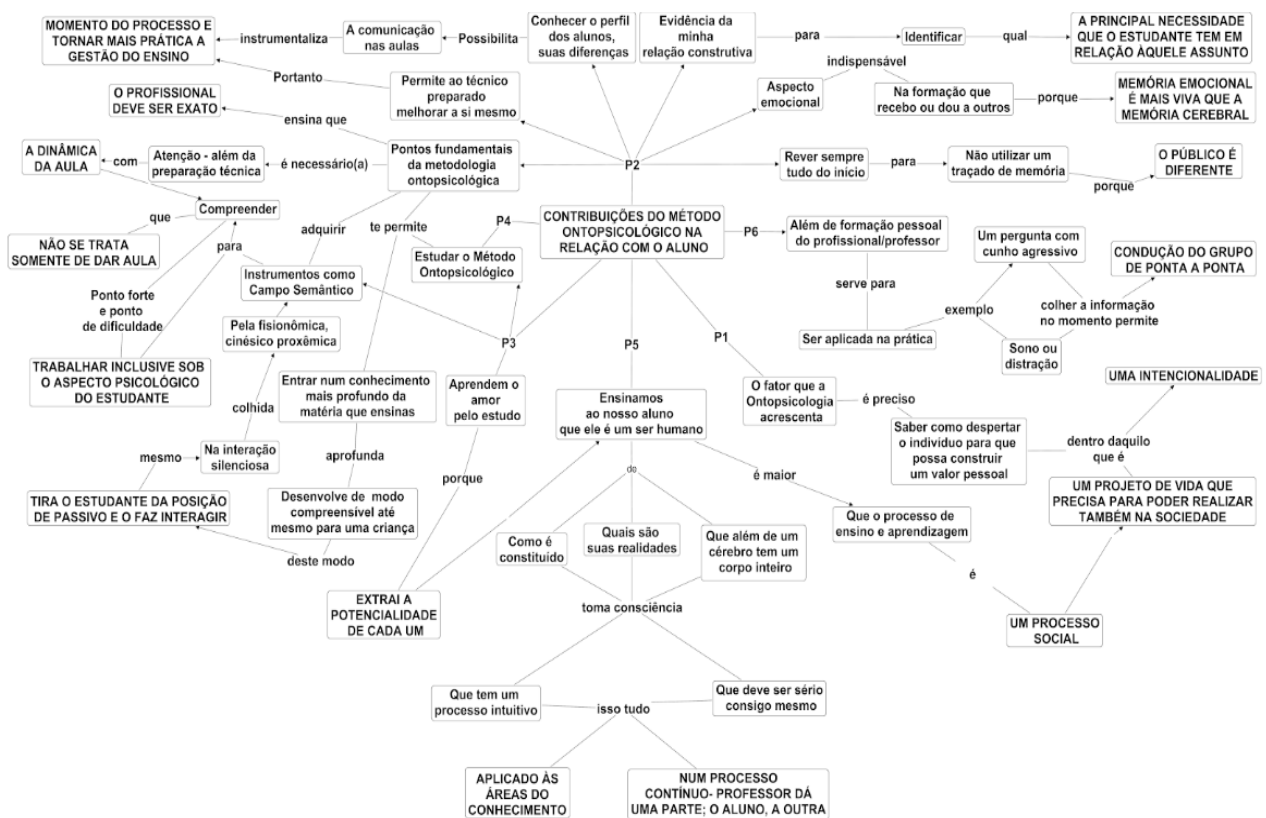 MOMENTO DO PROCESSO E
TORNAR MAIS PRÁTICA A
GESTÃO DO ENSINO
instrumentaliza
A comunicação
nas aulas
Possibilita
Conhecer o perfil
dos alunos,
suas diferenças
Evidência da
minha
relação construtiva
para
Identificar
qual
A PRINCIPAL NECESSIDADE
QUE O ESTUDANTE TEM EM
RELAÇÃO ÀQUELE ASSUNTO
Portanto
Permite ao técnico
preparado
melhorar a si mesmo
Aspecto
emocional
indispensável
Na formação que
recebo ou dou a outros
porque
MEMÓRIA EMOCIONAL
É MAIS VIVA QUE A
MEMÓRIA CEREBRAL
O PROFISSIONAL
DEVE SER EXATO
ensina que
A DINÂMICA
DA AULA
com
Atenção - além da
preparação técnica
é necessário(a)
Pontos fundamentais
da metodologia
ontopsicológica
P2
Rever sempre
tudo do início
para
Não utilizar um
traçado de memória
porque
O PÚBLICO É
DIFERENTE
Compreender
que
NÃO SE TRATA
SOMENTE DE DAR AULA
para
adquirir
te permite
P4
CONTRIBUIÇÕES DO MÉTODO
ONTOPSICOLÓGICO NA
RELAÇÃO COM O ALUNO
P6
Além de formação pessoal
do profissional/professor
Um pergunta com
cunho agressivo
CONDUÇÃO DO GRUPO
DE PONTA A PONTA
Estudar o Método
Ontopsicológico
Instrumentos como
Campo Semântico
Ponto forte
e ponto
de dificuldade
serve para
exemplo
colher a informação
no momento permite
Pela fisionômica,
cinésico proxêmica
P3
P5
P1
Ser aplicada na prática
Sono ou
distração
TRABALHAR INCLUSIVE SOB
O ASPECTO PSICOLÓGICO
DO ESTUDANTE
Entrar num conhecimento
mais profundo da
matéria que ensinas
Aprendem o
amor
pelo estudo
Ensinamos
ao nosso aluno
que ele é um ser humano
O fator que a
Ontopsicologia
acrescenta
é preciso
Saber como despertar
o individuo para que
possa construir
um valor pessoal
UMA INTENCIONALIDADE
dentro daquilo
que é
colhida
mesmo
Na interação
silenciosa
aprofunda
porque
do
é maior
TIRA O ESTUDANTE DA POSIÇÃO
DE PASSIVO E O FAZ INTERAGIR
Desenvolve de modo
compreensível até
mesmo para uma criança
deste modo
Como é
constituído
Quais são
suas realidades
Que além de um
cérebro tem um
corpo inteiro
Que o processo de
ensino e aprendizagem
UM PROJETO DE VIDA QUE
PRECISA PARA PODER REALIZAR
TAMBÉM NA SOCIEDADE
é
EXTRAI A
POTENCIALIDADE
DE CADA UM
toma consciência
UM PROCESSO
SOCIAL
Que tem um
processo intuitivo
isso tudo
Que deve ser sério
consigo mesmo
APLICADO ÀS
ÁREAS DO
CONHECIMENTO
NUM PROCESSO
CONTÍNUO- PROFESSOR DÁ
UMA PARTE; O ALUNO, A OUTRA